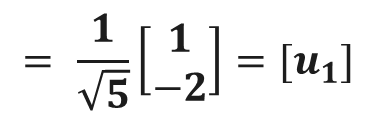 = 1/√5 [1 −2] = [u₁]